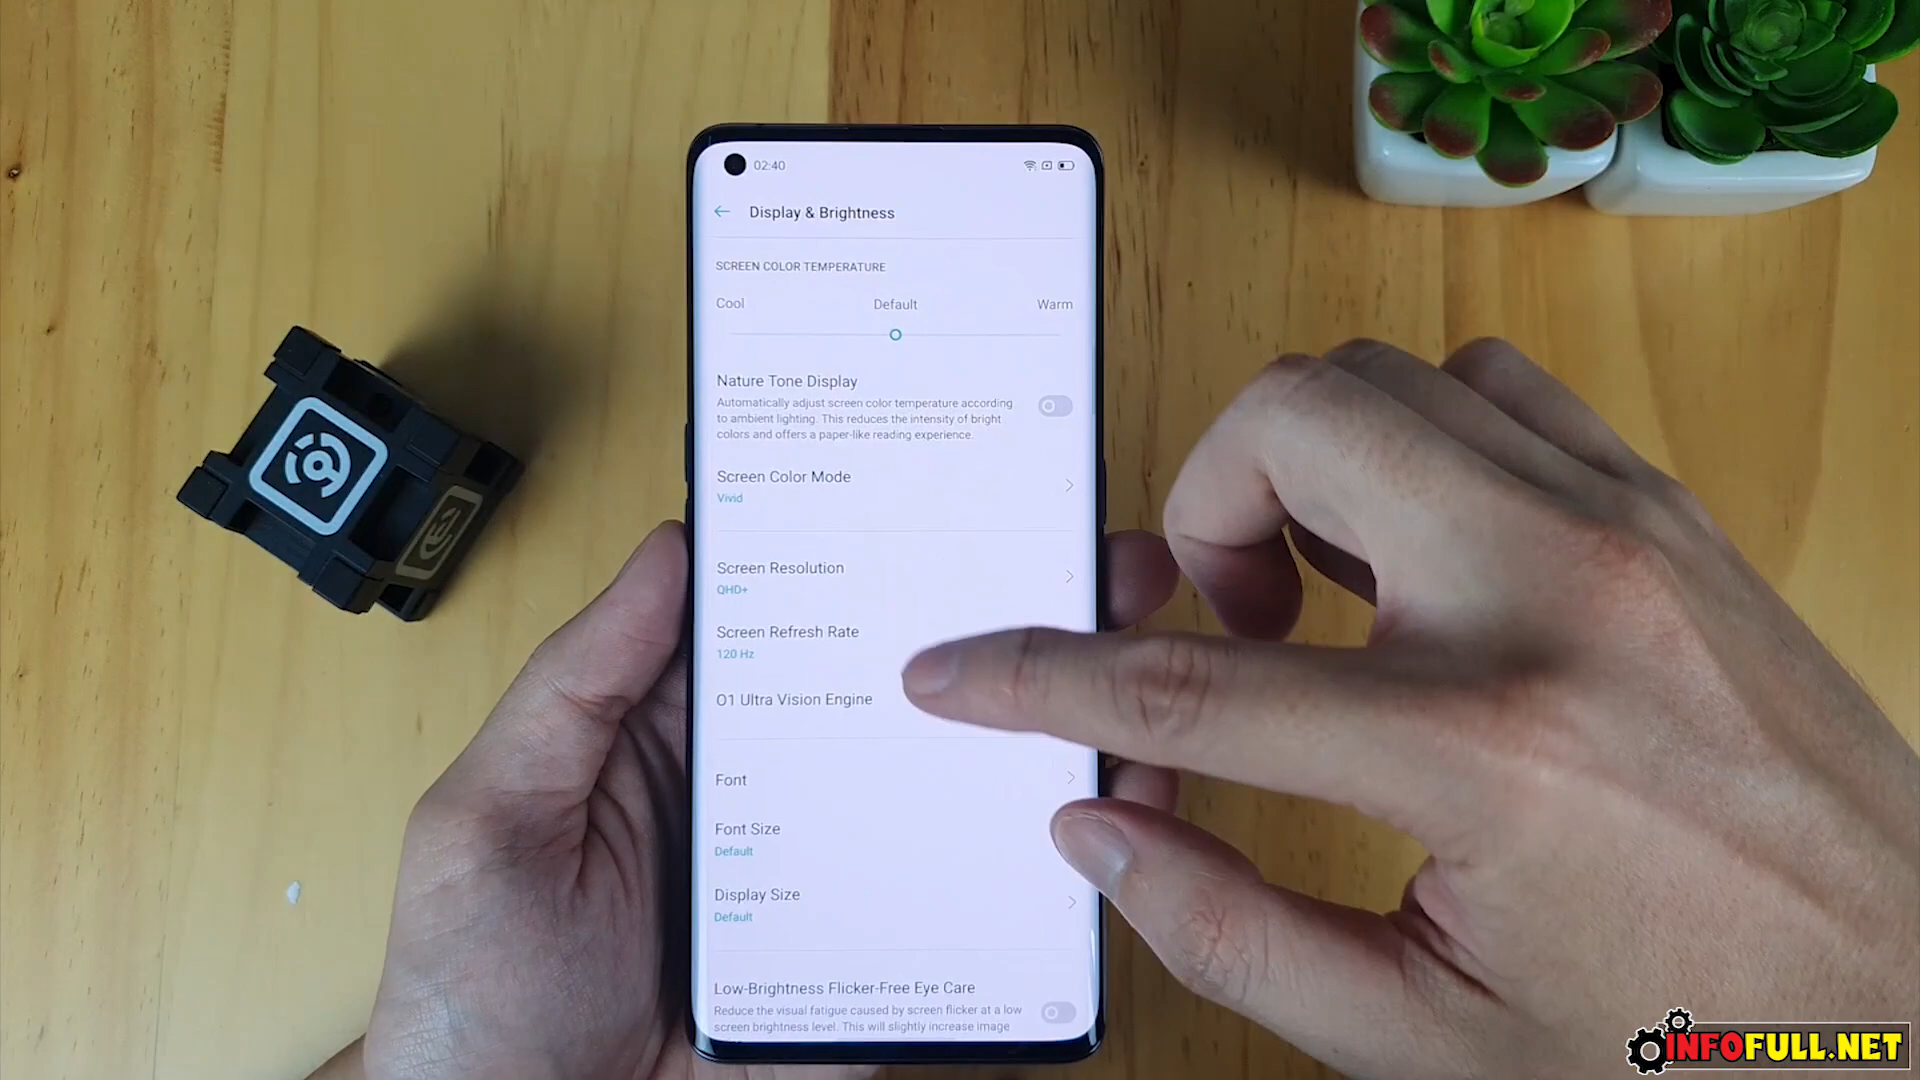 02:40
Display & Brightness
SCREEN COLOR TEMPERATURE
Cool Default Warm
Nature Tone Display
Automatically adjust screen color temperature according
to ambient lighting. This reduces the intensity of bright
colors and offers a paper-like reading experience.
Screen Color Mode
Vivid
Screen Resolution
QHD+
Screen Refresh Rate
120 Hz
O1 Ultra Vision Engine
Font
Font Size
Default
Display Size
Default
Low-Brightness Flicker-Free Eye Care
Reduce the visual fatigue caused by screen flicker at a low
screen brightness level. This will slightly increase image
INFOFULL.NET